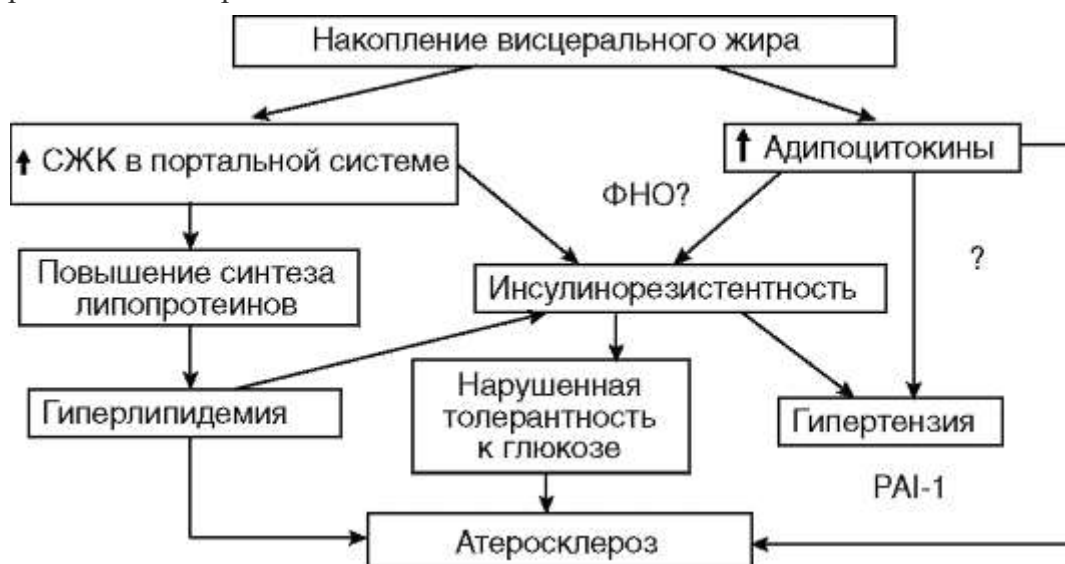 Накопление висцерального жира
↑ СЖК в портальной системе
↑ Адипоцитокины
ФНО?
?
Повышение синтеза
липопротеинов
Инсулинорезистентность
Гиперлипидемия
Нарушенная
толерантность
к глюкозе
Гипертензия
PAI-1
Атеросклероз